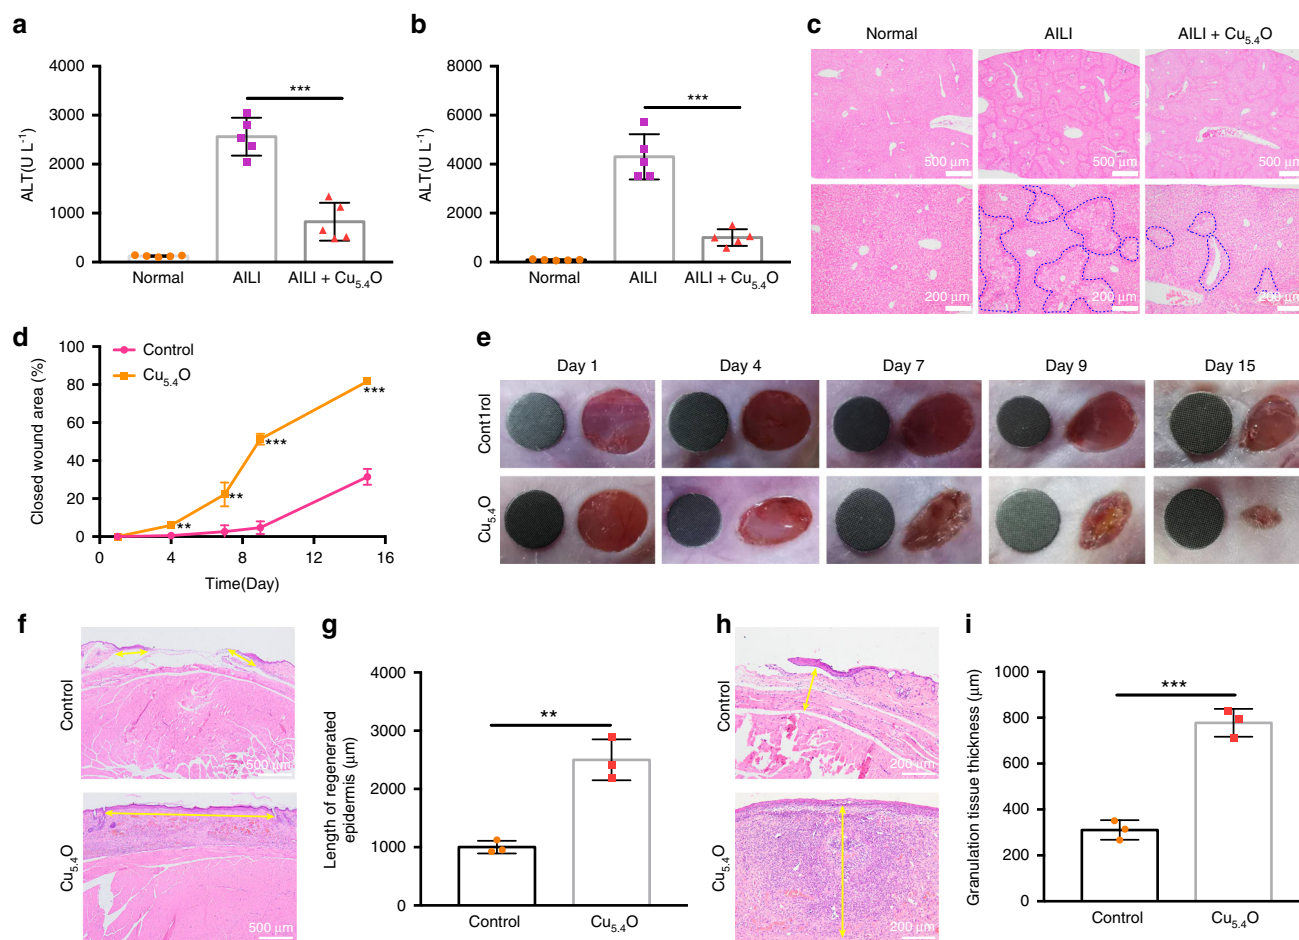 a
ALT(U L⁻¹)
4000
3000
2000
1000
0
***
Normal
AILI
AILI + Cu₅.₄O
b
ALT(U L⁻¹)
8000
6000
4000
2000
0
***
Normal
AILI
AILI + Cu₅.₄O
c
Normal
AILI
AILI + Cu₅.₄O
500 μm
500 μm
500 μm
200 μm
200 μm
200 μm
d
Closed wound area (%)
100
80
60
40
20
0
Control
Cu₅.₄O
**
**
***
***
0
4
8
12
16
Time(Day)
e
Day 1
Day 4
Day 7
Day 9
Day 15
Control
Cu₅.₄O
f
Control
500 μm
Cu₅.₄O
500 μm
g
Length of regenerated
epidermis (μm)
4000
3000
2000
1000
0
**
Control
Cu₅.₄O
h
Control
200 μm
Cu₅.₄O
200 μm
i
Granulation tissue thickness (μm)
1000
800
600
400
200
0
***
Control
Cu₅.₄O